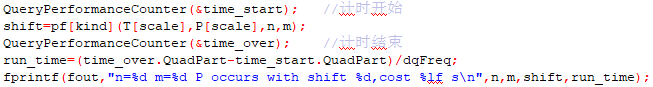 QueryPerformanceCounter(&time_start);   //计时开始
shift=pf[kind](T[scale],P[scale],n,m);
QueryPerformanceCounter(&time_over);    //计时结束
run_time=(time_over.QuadPart-time_start.QuadPart)/dqFreq;
fprintf(fout,"n=%d m=%d P occurs with shift %d,cost %lf s\n",n,m,shift,run_time);